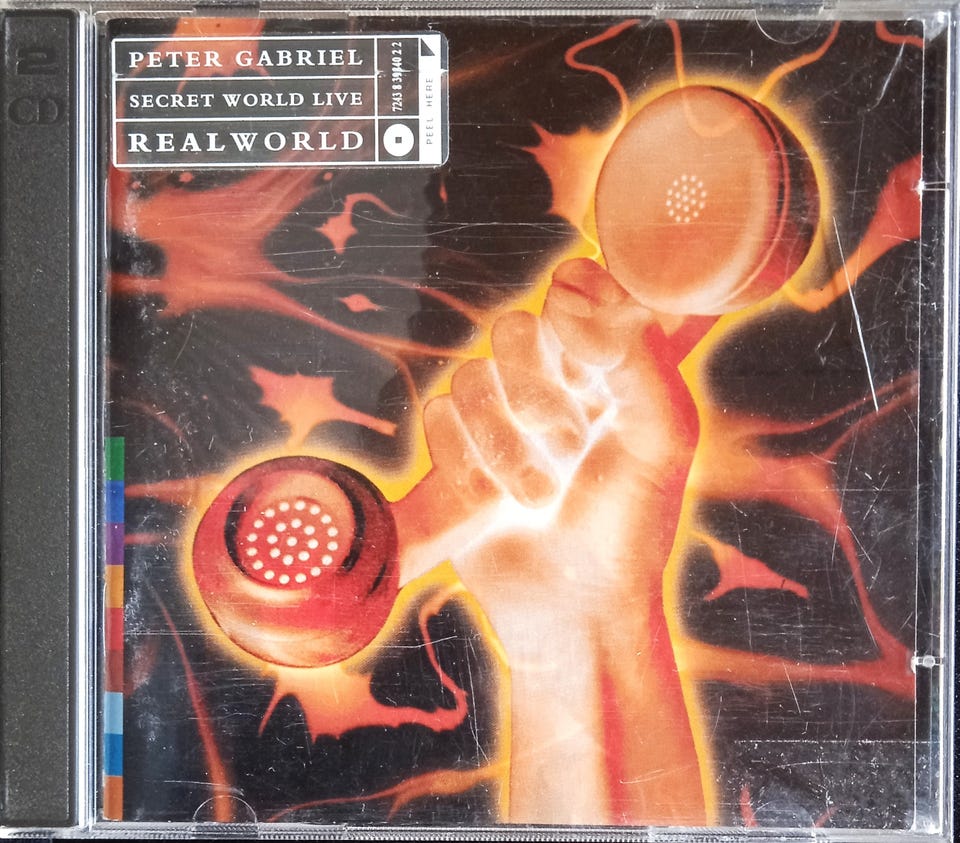 2
CD
PETER GABRIEL
SECRET WORLD LIVE
REALWORLD
PEEL HERE